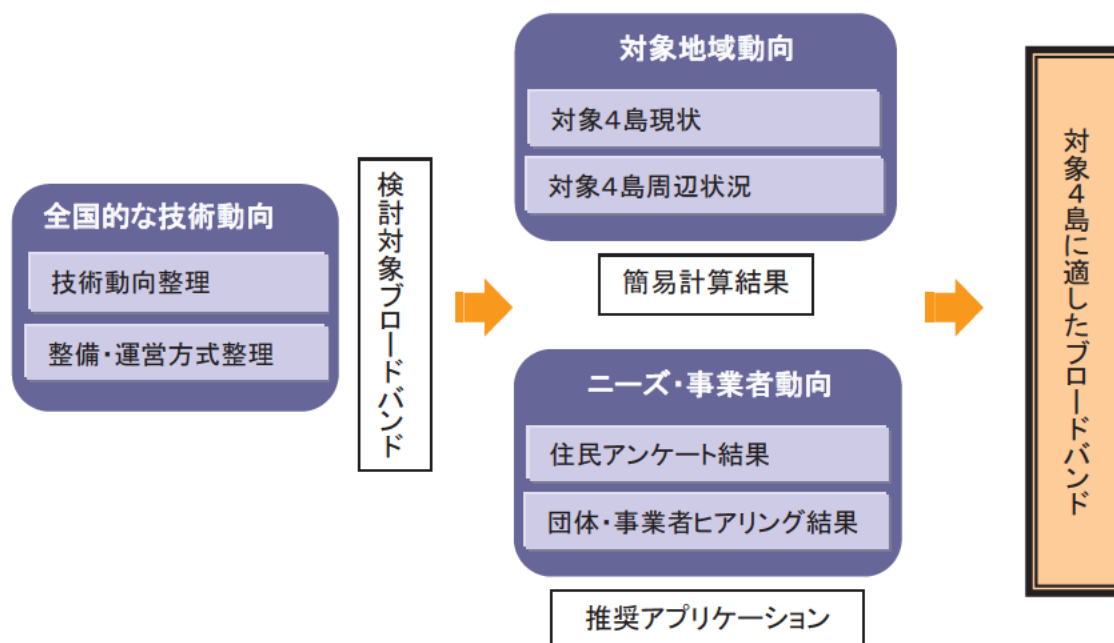 全国的な技術動向
技術動向整理
整備・運営方式整理
検討対象ブロードバンド
対象地域動向
対象４島現状
対象４島周辺状況
簡易計算結果
ニーズ・事業者動向
住民アンケート結果
団体・事業者ヒアリング結果
推奨アプリケーション
対象４島に適したブロードバンド